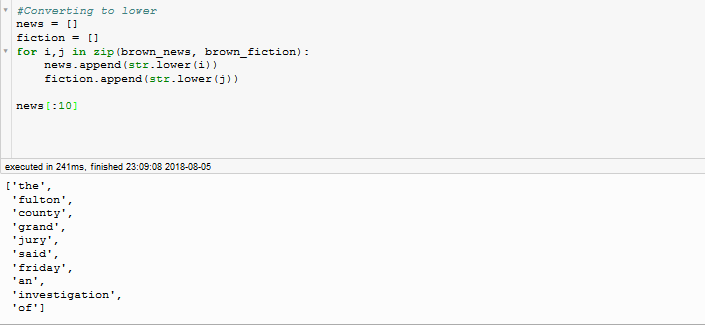 #Converting to lower
news = []
fiction = []
for i,j in zip(brown_news, brown_fiction):
    news.append(str.lower(i))
    fiction.append(str.lower(j))
news[:10]
executed in 241ms, finished 23:09:08 2018-08-05
['the',
 'fulton',
 'county',
 'grand',
 'jury',
 'said',
 'friday',
 'an',
 'investigation',
 'of']